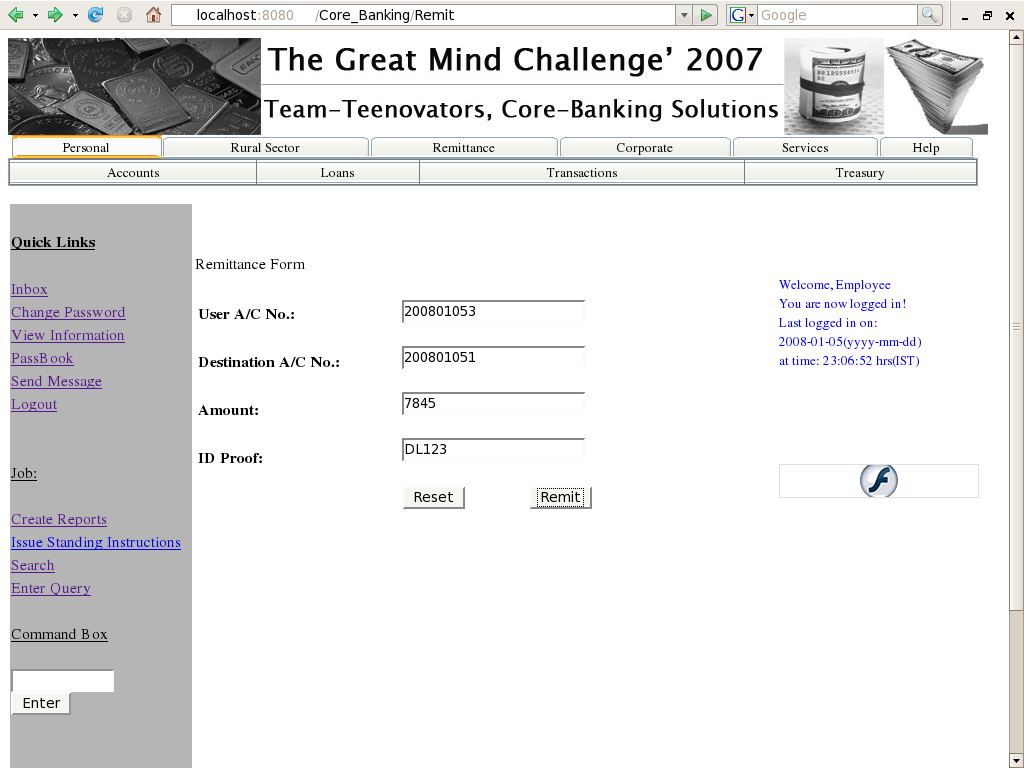 localhost:8080 /Core_Banking/Remit
G Google
The Great Mind Challenge' 2007
Team-Teenovators, Core-Banking Solutions
Personal Rural Sector Remittance Corporate Services Help
Accounts Loans Transactions Treasury
Quick Links
Inbox
Change Password
View Information
PassBook
Send Message
Logout
Job:
Create Reports
Issue Standing Instructions
Search
Enter Query
Command Box
Enter
Remittance Form
User A/C No.: 200801053
Destination A/C No.: 200801051
Amount: 7845
ID Proof: DL123
Reset Remit
Welcome, Employee
You are now logged in!
Last logged in on:
2008-01-05(yyyy-mm-dd)
at time: 23:06:52 hrs(IST)